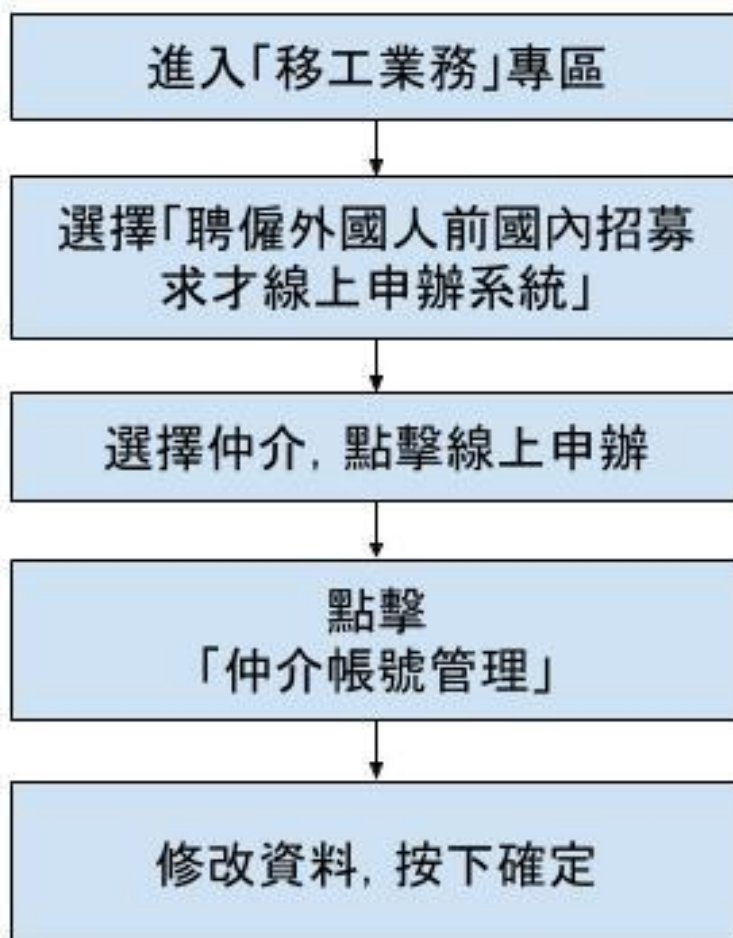 進入「移工業務」專區
選擇「聘僱外國人前國內招募
求才線上申辦系統」
選擇仲介, 點擊線上申辦
點擊
「仲介帳號管理」
修改資料, 按下確定